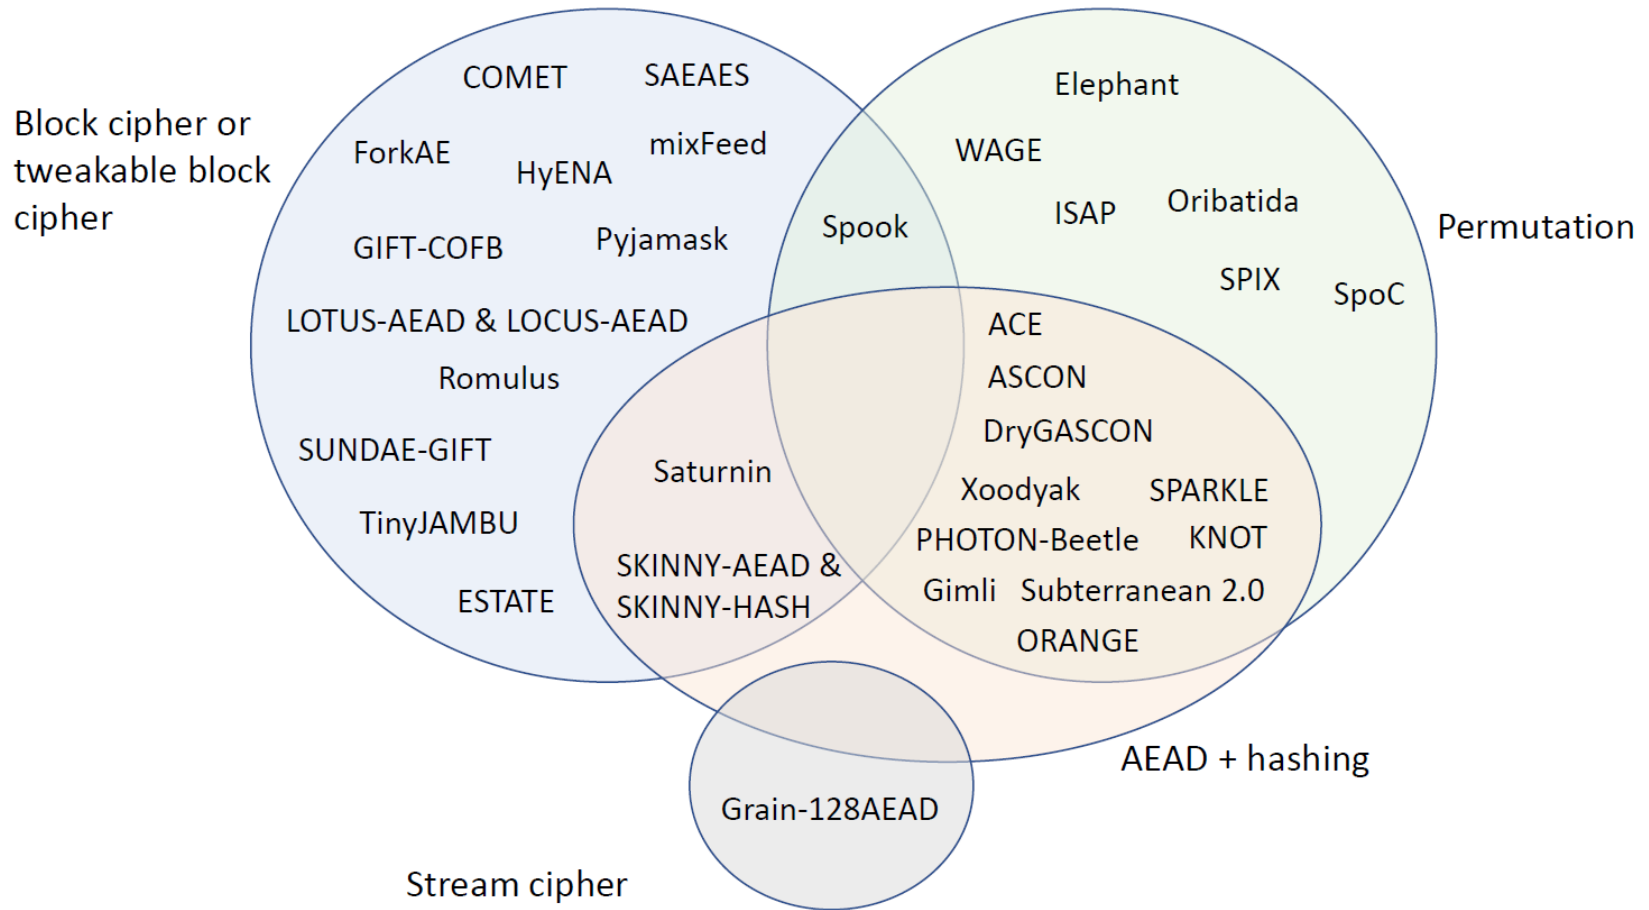 COMET
SAEAES
Elephant
Block cipher or
tweakable block
cipher
ForkAE
HyENA
mixFeed
WAGE
ISAP
Oribatida
Spook
Permutation
GIFT-COFB
Pyjamask
SPIX
SpoC
LOTUS-AEAD & LOCUS-AEAD
ACE
Romulus
ASCON
SUNDAE-GIFT
DryGASCON
Saturnin
Xoodyak
SPARKLE
TinyJAMBU
PHOTON-Beetle
KNOT
SKINNY-AEAD &
SKINNY-HASH
ESTATE
Gimli
Subterranean 2.0
ORANGE
AEAD + hashing
Grain-128AEAD
Stream cipher